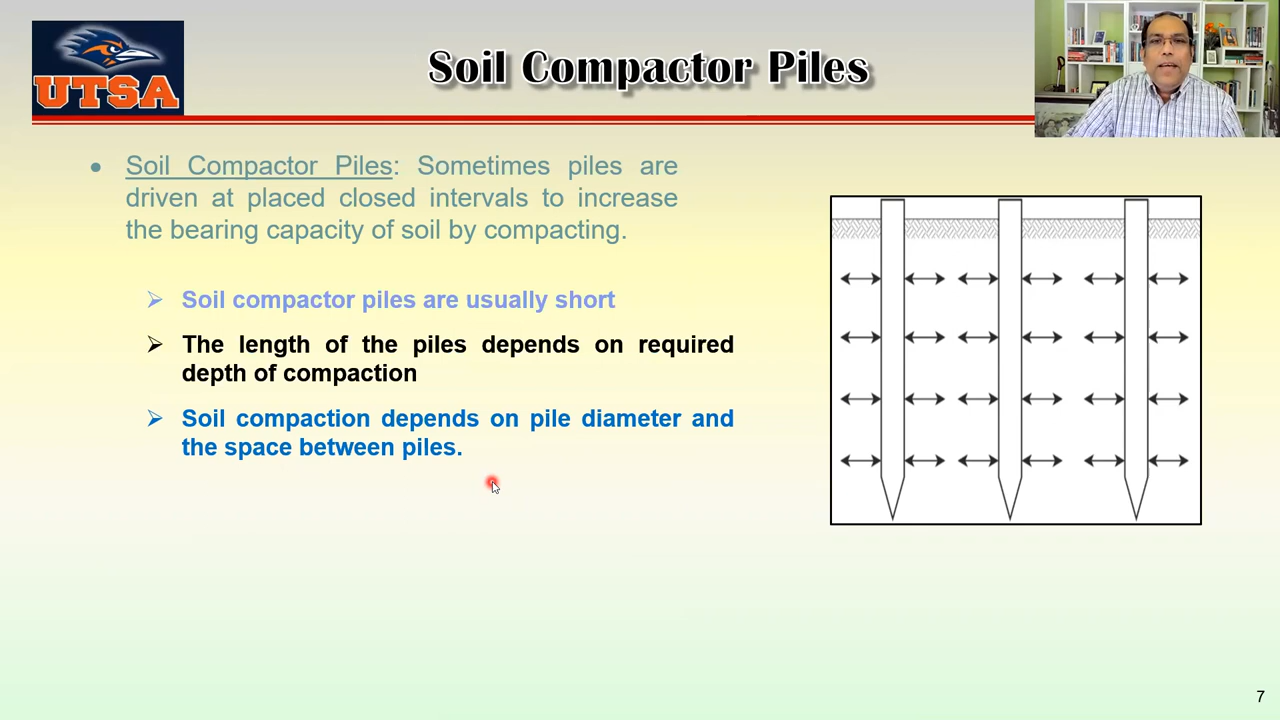 UTSA
Soil Compactor Piles
• Soil Compactor Piles: Sometimes piles are
driven at placed closed intervals to increase
the bearing capacity of soil by compacting.
➢ Soil compactor piles are usually short
➢ The length of the piles depends on required
depth of compaction
➢ Soil compaction depends on pile diameter and
the space between piles.
7